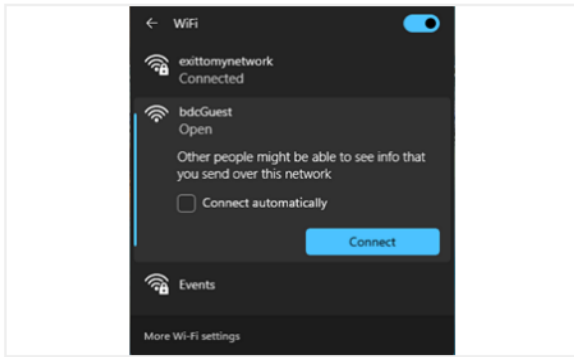 WiFi
exittomynetwork
Connected
bdcGuest
Open
Other people might be able to see info that
you send over this network
Connect automatically
Connect
Events
More Wi-Fi settings